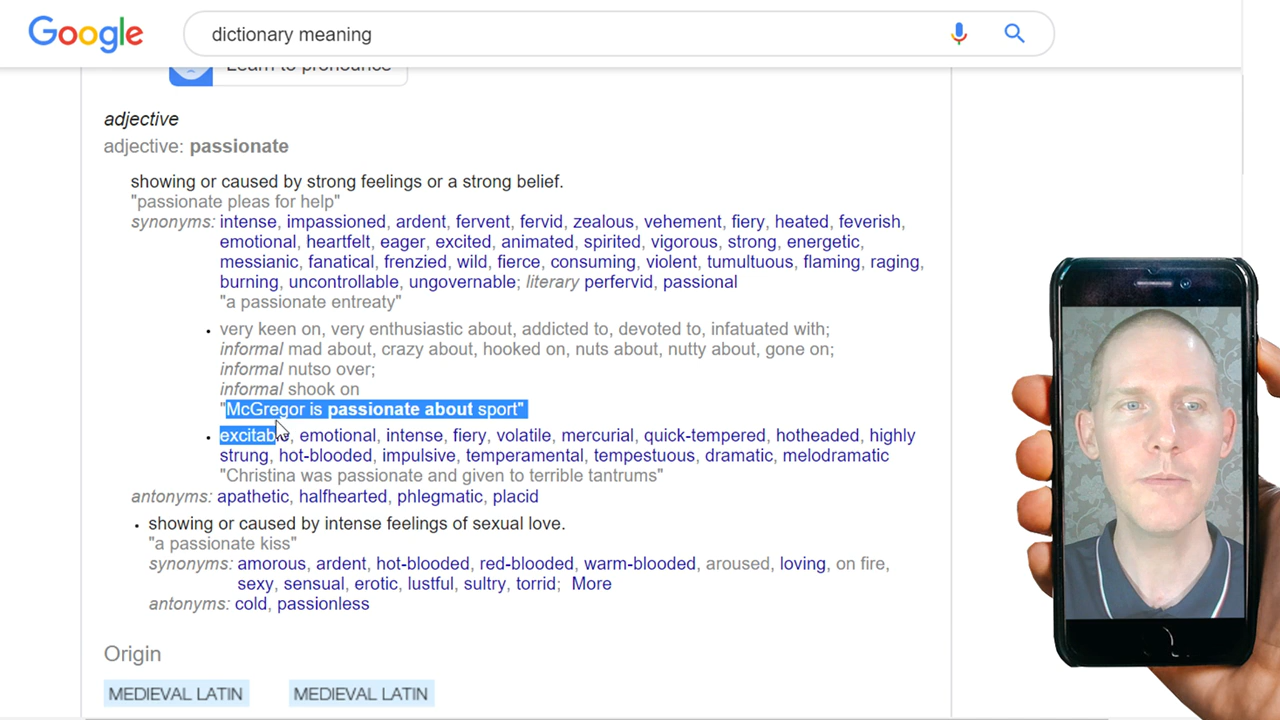 Google
dictionary meaning
Learn to pronounce
adjective
adjective: passionate
showing or caused by strong feelings or a strong belief.
"passionate pleas for help"
synonyms: intense, impassioned, ardent, fervent, fervid, zealous, vehement, fiery, heated, feverish,
emotional, heartfelt, eager, excited, animated, spirited, vigorous, strong, energetic,
messianic, fanatical, frenzied, wild, fierce, consuming, violent, tumultuous, flaming, raging,
burning, uncontrollable, ungovernable; literary perfervid, passional
"a passionate entreaty"
• very keen on, very enthusiastic about, addicted to, devoted to, infatuated with;
informal mad about, crazy about, hooked on, nuts about, nutty about, gone on;
informal nutso over;
informal shook on
"McGregor is passionate about sport"
• excitable, emotional, intense, fiery, volatile, mercurial, quick-tempered, hotheaded, highly
strung, hot-blooded, impulsive, temperamental, tempestuous, dramatic, melodramatic
"Christina was passionate and given to terrible tantrums"
antonyms: apathetic, halfhearted, phlegmatic, placid
• showing or caused by intense feelings of sexual love.
"a passionate kiss"
synonyms: amorous, ardent, hot-blooded, red-blooded, warm-blooded, aroused, loving, on fire,
sexy, sensual, erotic, lustful, sultry, torrid; More
antonyms: cold, passionless
Origin
MEDIEVAL LATIN MEDIEVAL LATIN